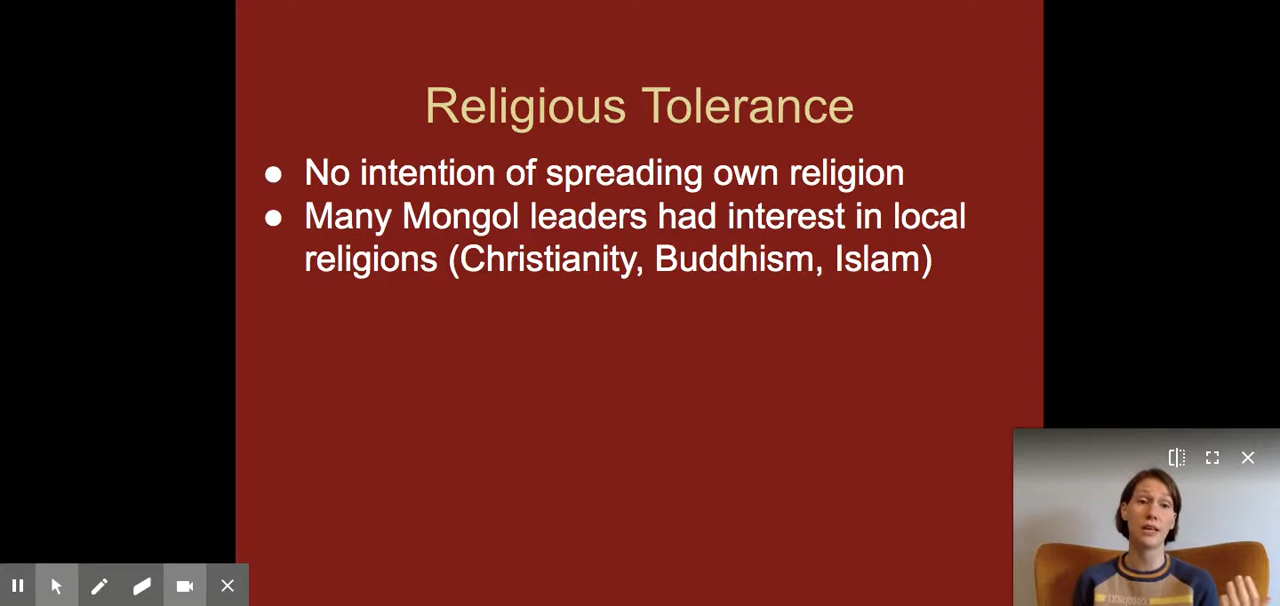 Religious Tolerance
● No intention of spreading own religion
● Many Mongol leaders had interest in local
religions (Christianity, Buddhism, Islam)